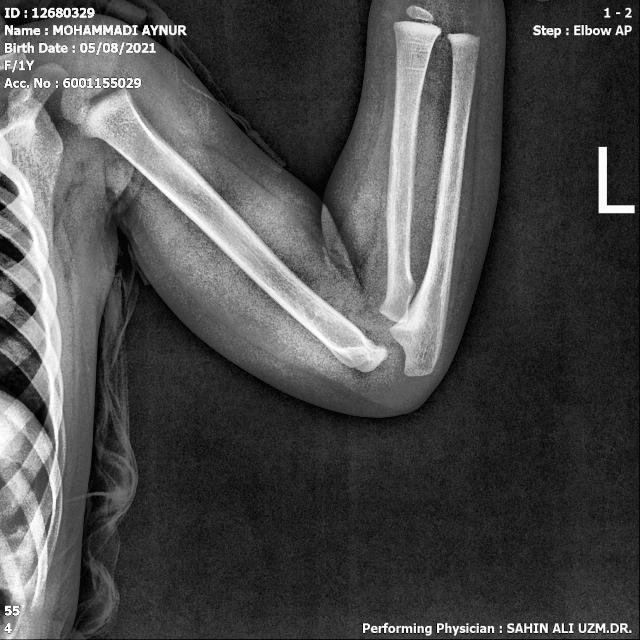 ID : 12680329
Name : MOHAMMADI AYNUR
Birth Date : 05/08/2021
F/1Y
Acc. No : 6001155029
1 - 2
Step : Elbow AP
L
55
4
Performing Physician : SAHIN ALI UZM.DR.